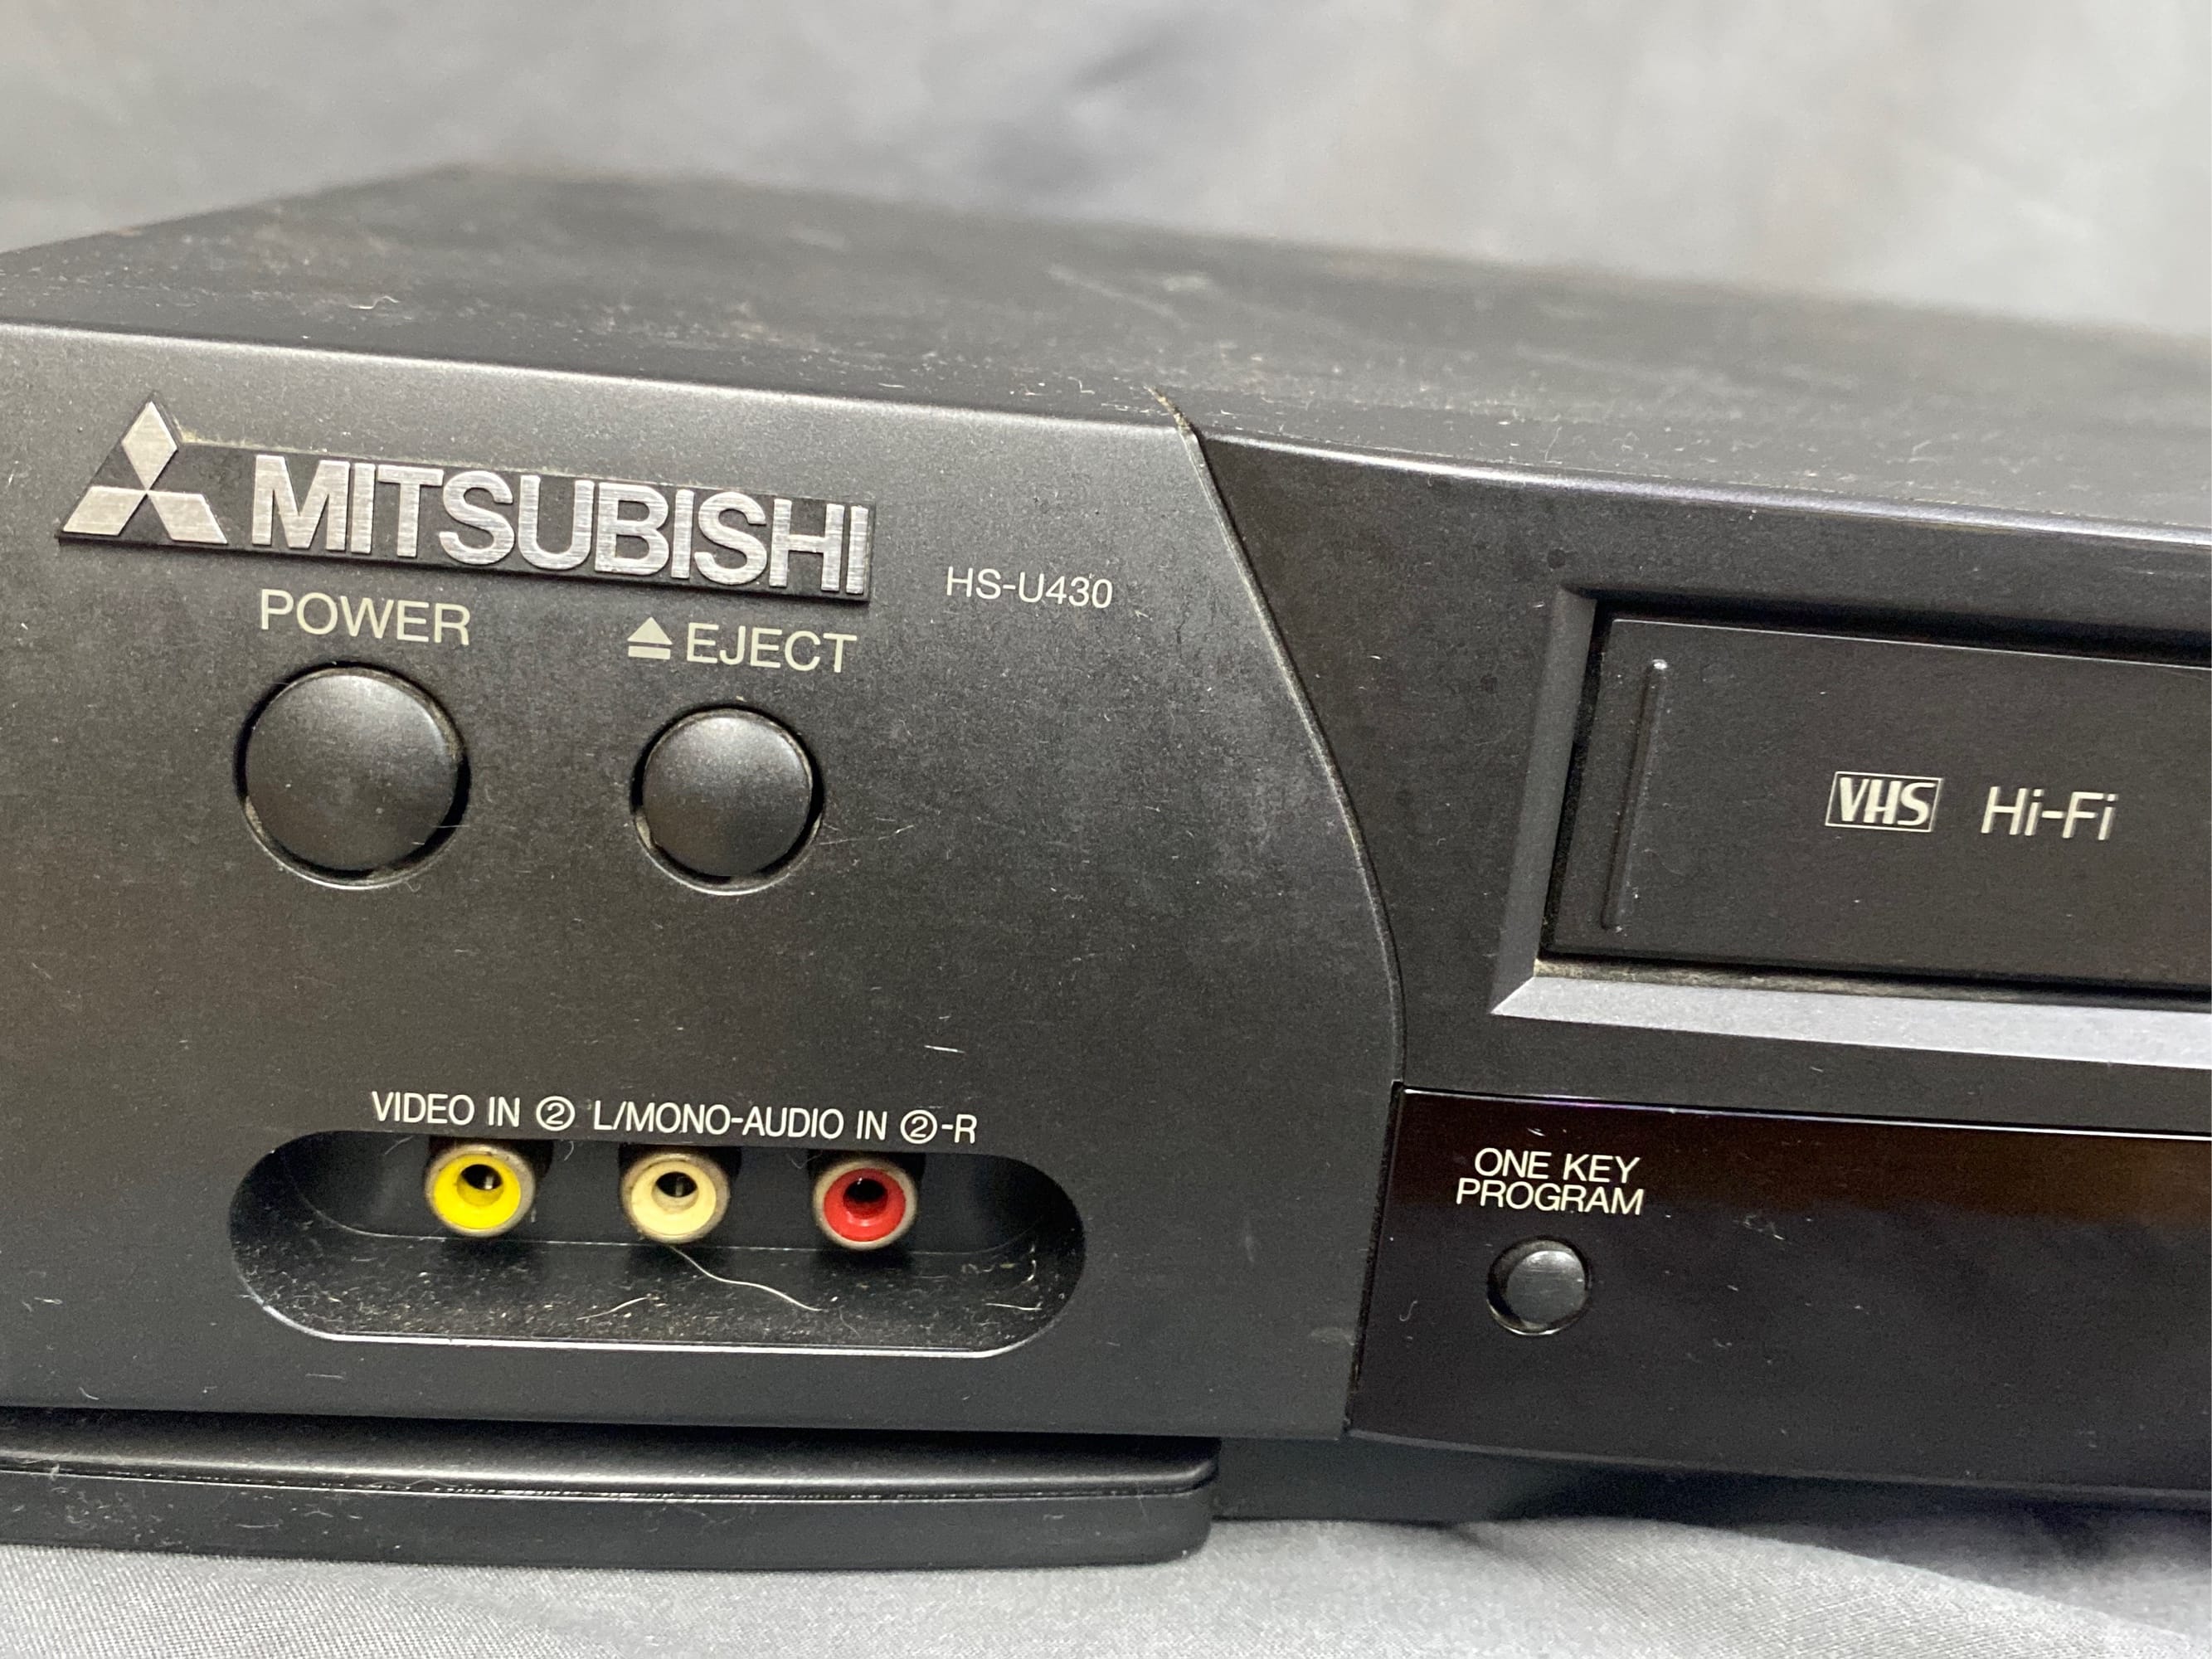 MITSUBISHI
HS-U430
POWER
EJECT
VHS Hi-Fi
VIDEO IN ② L/MONO-AUDIO IN ②-R
ONE KEY
PROGRAM